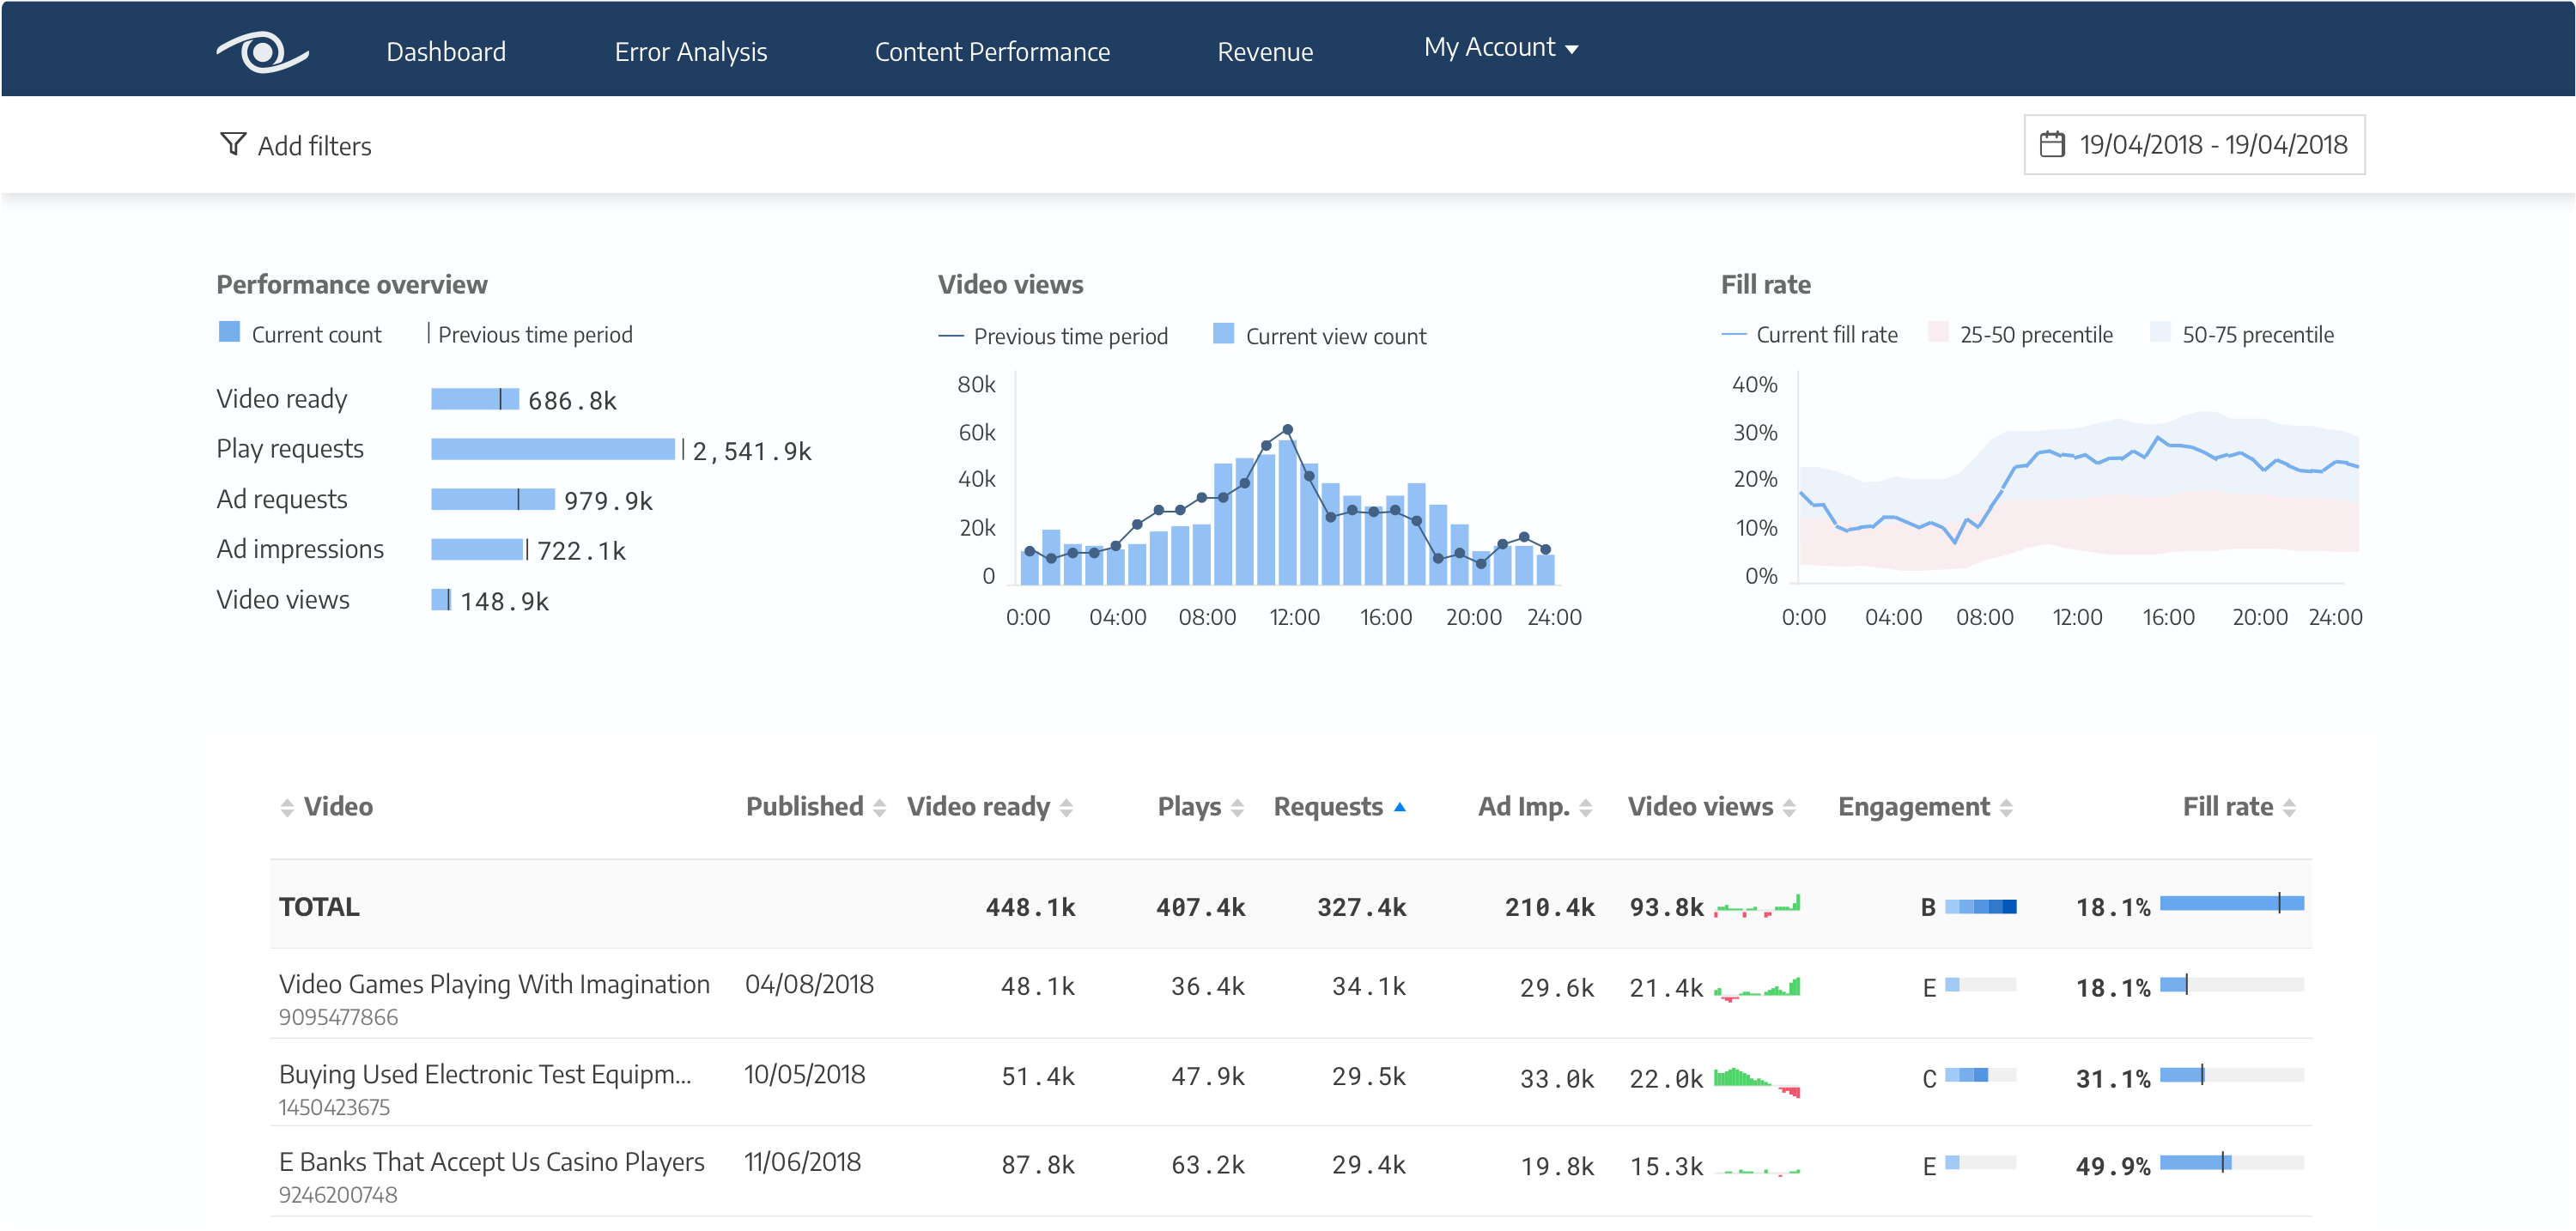 Dashboard Error Analysis Content Performance Revenue My Account
Add filters 19/04/2018 - 19/04/2018
Performance overview
Current count Previous time period
Video ready 686.8k
Play requests 2,541.9k
Ad requests 979.9k
Ad impressions 722.1k
Video views 148.9k
Video views
Previous time period Current view count
80k
60k
40k
20k
0
0:00 04:00 08:00 12:00 16:00 20:00 24:00
Fill rate
Current fill rate 25-50 precentile 50-75 precentile
40%
30%
20%
10%
0%
0:00 04:00 08:00 12:00 16:00 20:00 24:00
Video Published Video ready Plays Requests Ad Imp. Video views Engagement Fill rate
TOTAL 448.1k 407.4k 327.4k 210.4k 93.8k B 18.1%
Video Games Playing With Imagination 04/08/2018 48.1k 36.4k 34.1k 29.6k 21.4k E 18.1%
9095477866
Buying Used Electronic Test Equipm... 10/05/2018 51.4k 47.9k 29.5k 33.0k 22.0k C 31.1%
1450423675
E Banks That Accept Us Casino Players 11/06/2018 87.8k 63.2k 29.4k 19.8k 15.3k E 49.9%
9246200748